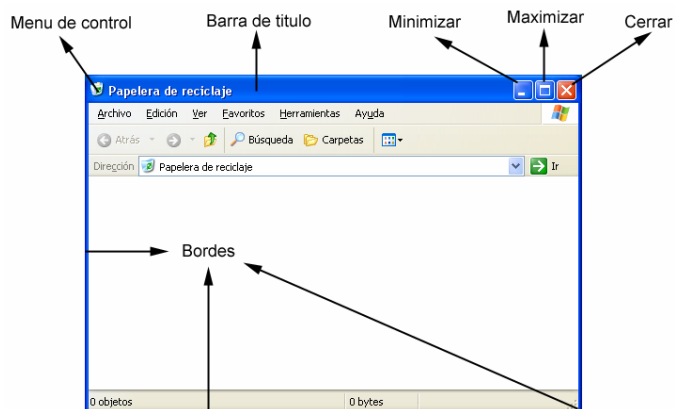 Menu de control
Barra de titulo
Minimizar
Maximizar
Cerrar
Papelera de reciclaje
Archivo Edición Ver Favoritos Herramientas Ayuda
Atrás Búsqueda Carpetas
Dirección Papelera de reciclaje Ir
Bordes
0 objetos 0 bytes